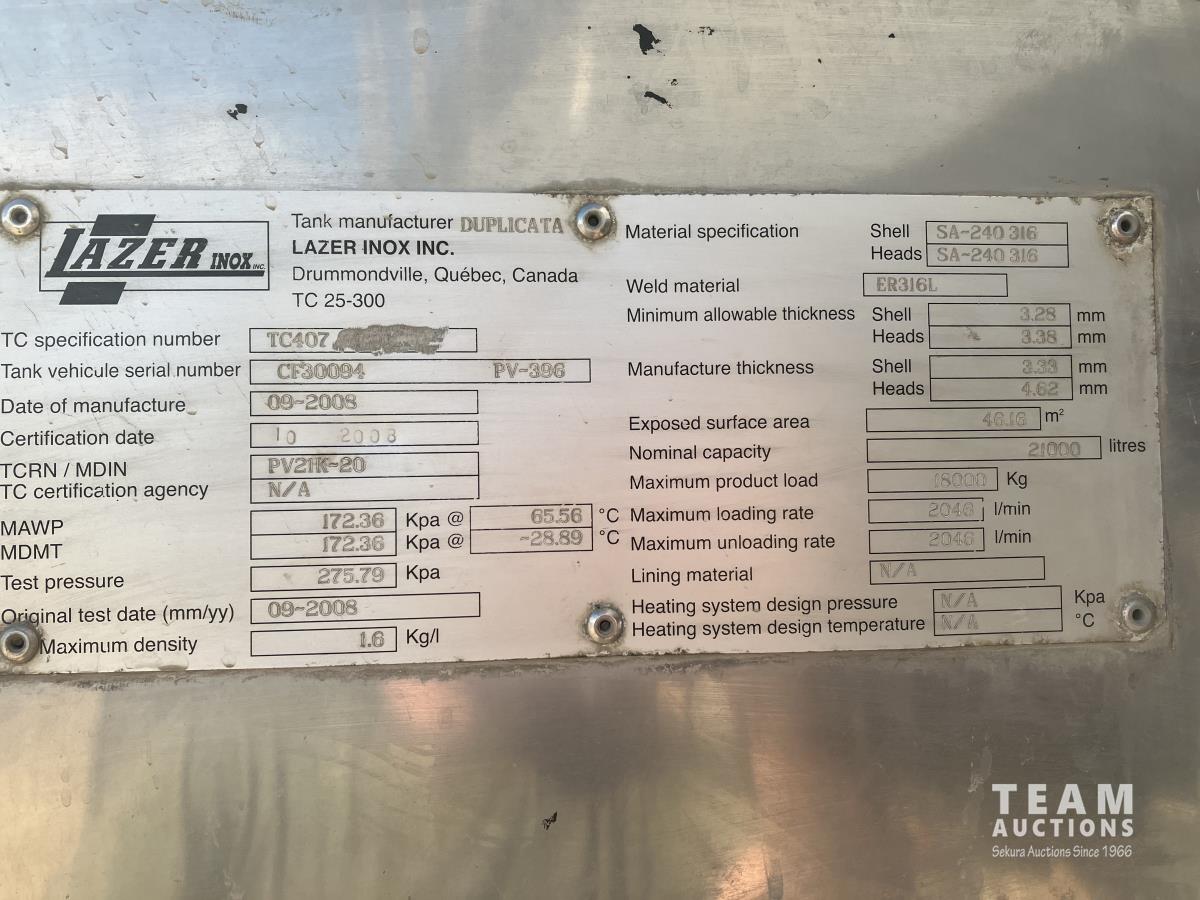 LAZER INOX INC.
Tank manufacturer DUPLICATA
LAZER INOX INC.
Drummondville, Québec, Canada
TC 25-300
TC specification number TC407
Tank vehicule serial number CF30094 PV-396
Date of manufacture 09-2008
Certification date 10 2008
TCRN / MDIN PV21K-20
TC certification agency N/A
MAWP 172.36 Kpa @ 65.56 °C
MDMT 172.36 Kpa @ -28.89 °C
Test pressure 275.79 Kpa
Original test date (mm/yy) 09-2008
Maximum density 1.6 Kg/l
Material specification Shell SA-240 316
Heads SA-240 316
Weld material ER316L
Minimum allowable thickness Shell 3.28 mm
Heads 3.38 mm
Manufacture thickness Shell 3.33 mm
Heads 4.62 mm
Exposed surface area 46.16 m²
Nominal capacity 21000 litres
Maximum product load 18000 Kg
Maximum loading rate 2046 l/min
Maximum unloading rate 2046 l/min
Lining material N/A
Heating system design pressure N/A Kpa
Heating system design temperature N/A °C
TEAM
AUCTIONS
Sekura Auctions Since 1966